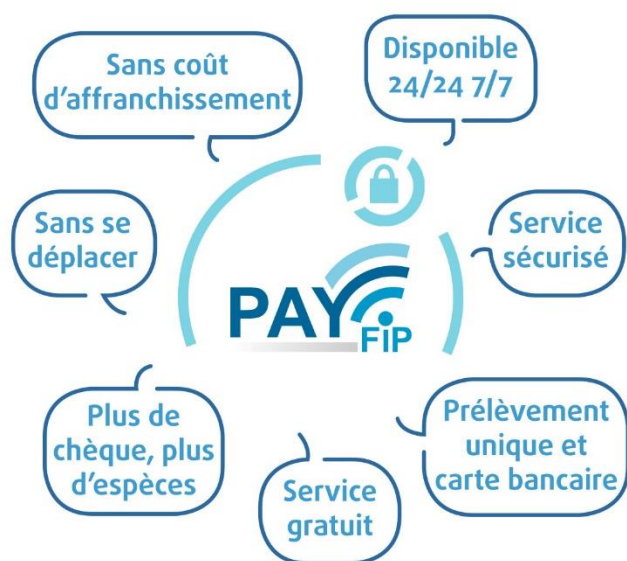 Sans coût
d'affranchissement
Disponible
24/24 7/7
Sans se
déplacer
Service
sécurisé
PAY
FiP
Plus de
chèque, plus
d'espèces
Service
gratuit
Prélèvement
unique et
carte bancaire